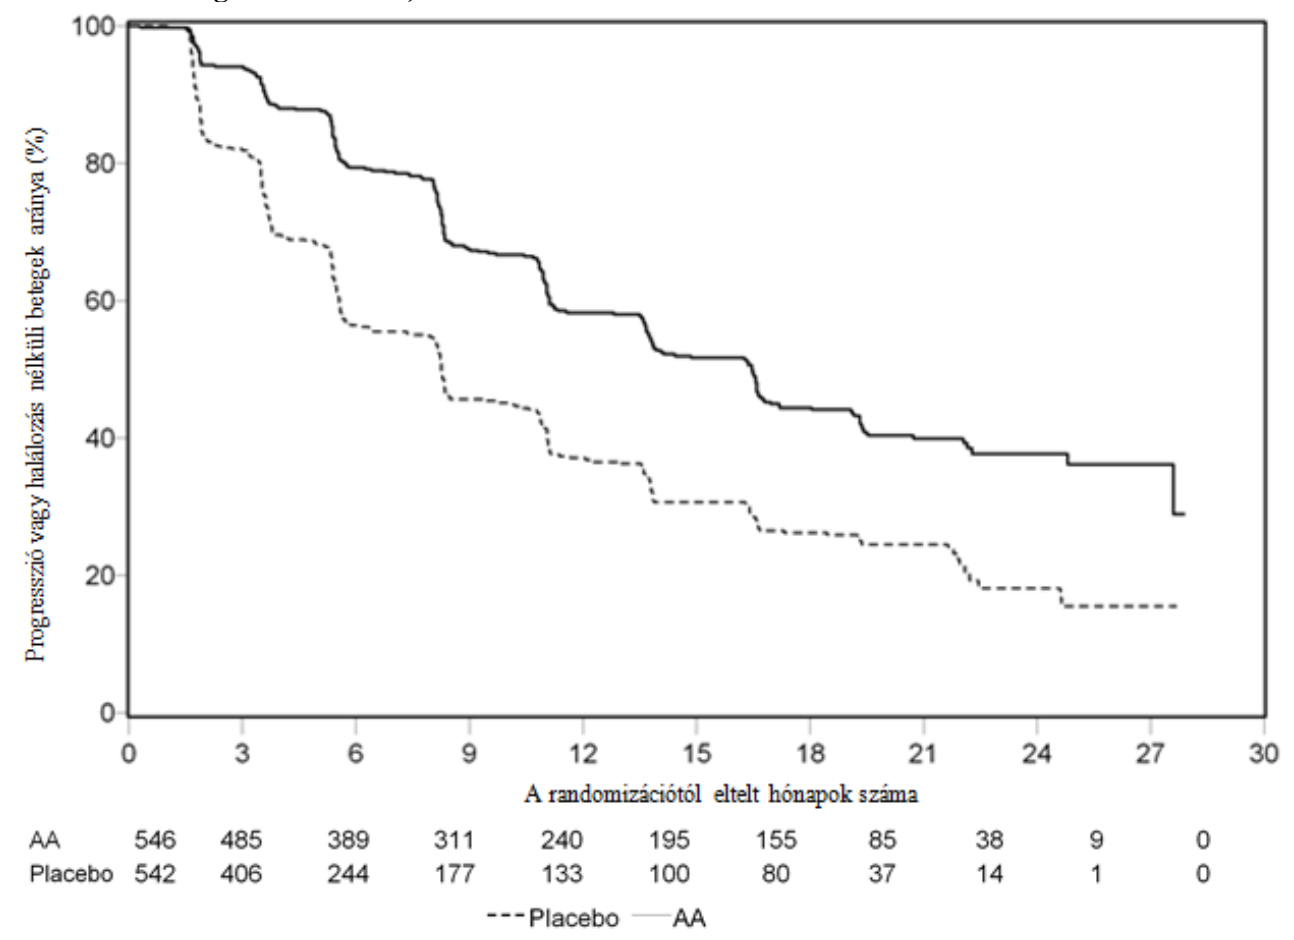 100
80
60
40
20
0
Progresszió vagy halálozás nélküli betegek aránya (%)
0 3 6 9 12 15 18 21 24 27 30
A randomizációtól eltelt hónapok száma
AA 546 485 389 311 240 195 155 85 38 9 0
Placebo 542 406 244 177 133 100 80 37 14 1 0
Placebo AA